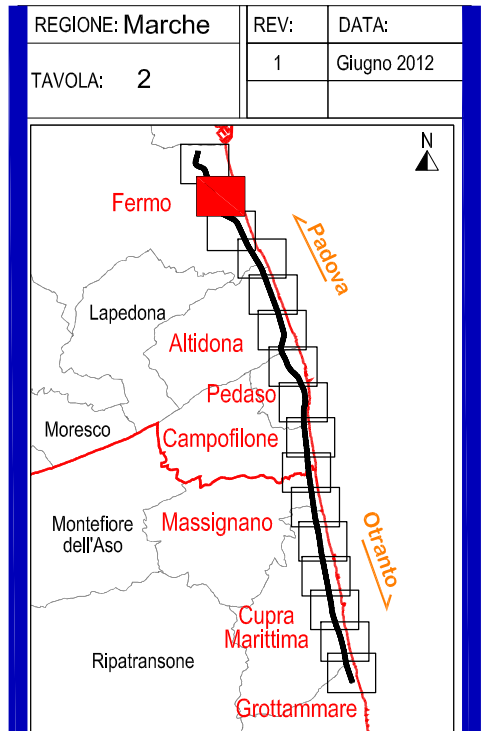 REGIONE: Marche
REV:
DATA:
TAVOLA: 2
1
Giugno 2012
N
Fermo
Padova
Lapedona
Altidona
Pedaso
Moresco
Campofilone
Montefiore
dell'Aso
Massignano
Otranto
Cupra
Marittima
Ripatransone
Grottammare